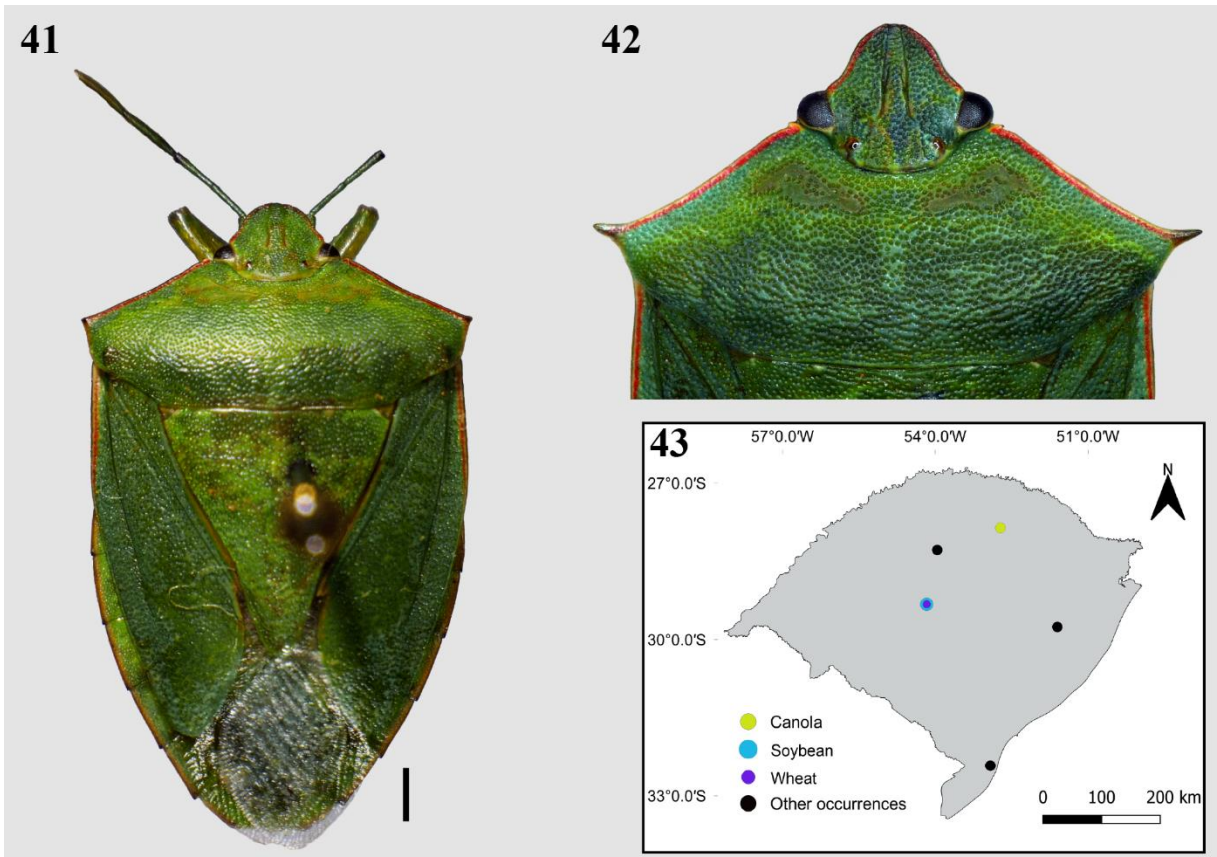 41
42
43
57°0.0'W 54°0.0'W 51°0.0'W
N
27°0.0'S
30°0.0'S
33°0.0'S
Canola
Soybean
Wheat
Other occurrences
0 100 200 km